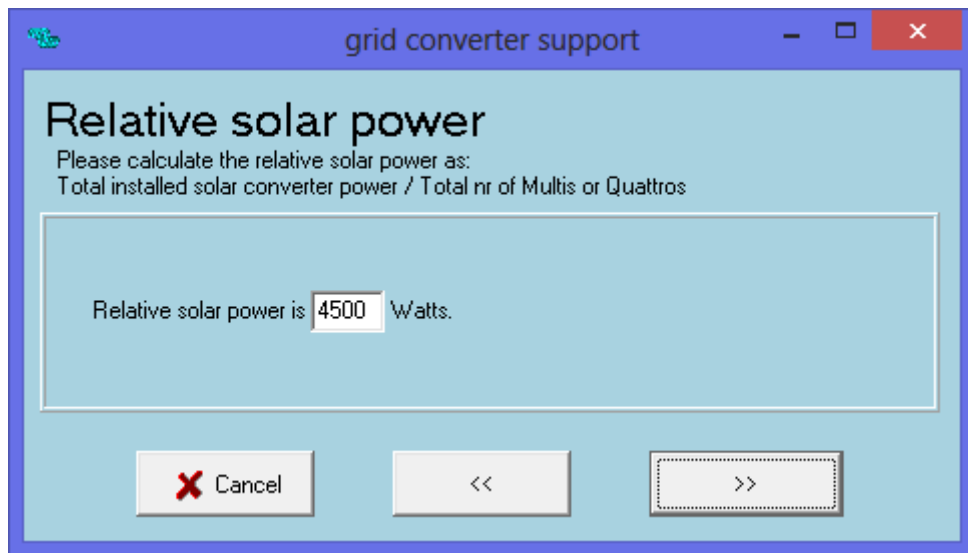 grid converter support
Relative solar power
Please calculate the relative solar power as:
Total installed solar converter power / Total nr of Multis or Quattros
Relative solar power is 4500 Watts.
Cancel << >>